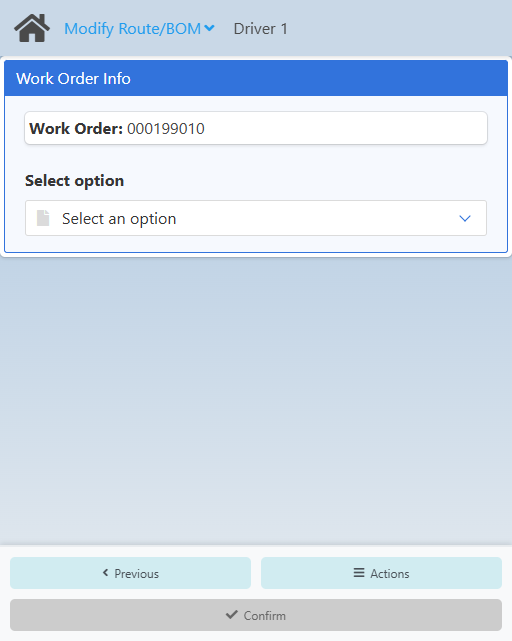 Modify Route/BOM Driver 1
Work Order Info
Work Order: 000199010
Select option
Select an option
Previous Actions
Confirm